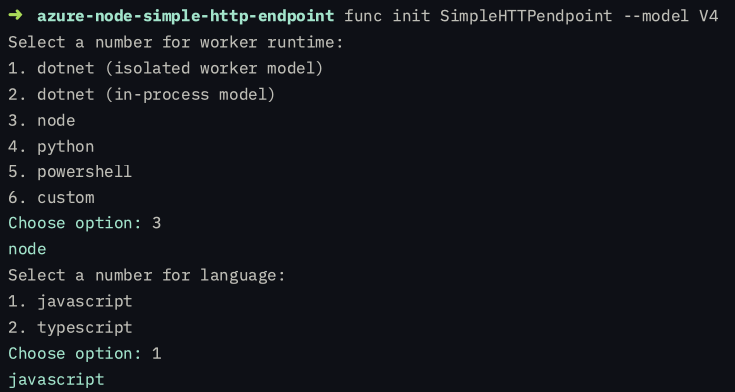 ➜ azure-node-simple-http-endpoint func init SimpleHTTPendpoint --model V4
Select a number for worker runtime:
1. dotnet (isolated worker model)
2. dotnet (in-process model)
3. node
4. python
5. powershell
6. custom
Choose option: 3
node
Select a number for language:
1. javascript
2. typescript
Choose option: 1
javascript